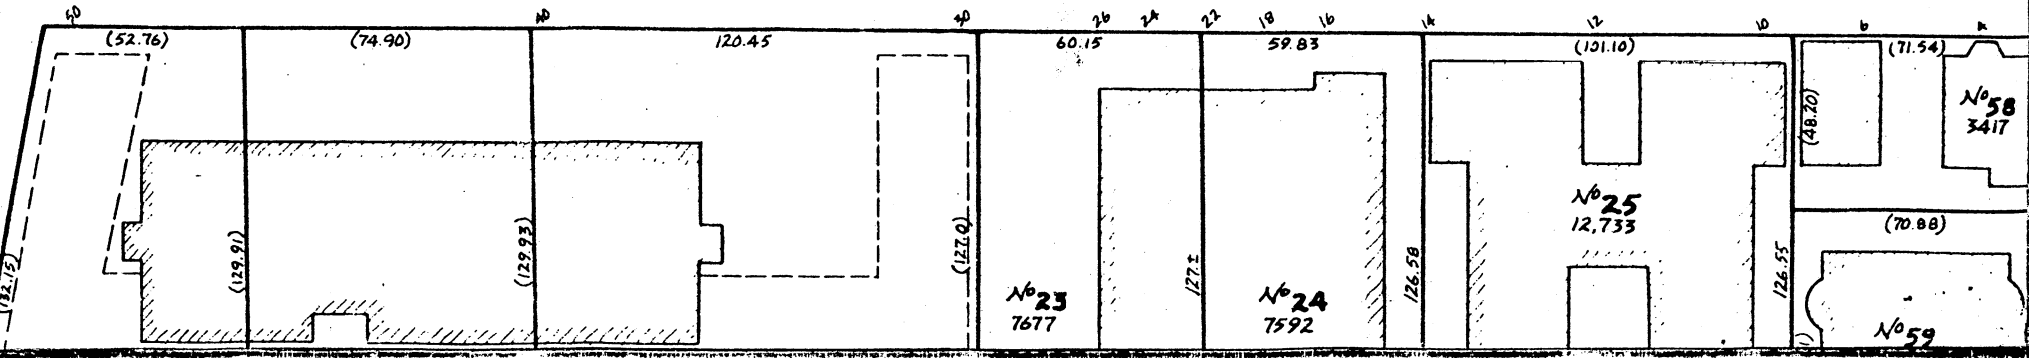 50 40 30 26 24 22 18 16 14 12 10 6 4
(52.76) (74.90) 120.45 60.15 59.83 (101.10) (71.54)
(48.20)
No 58
3417
No 25
12,733
(70.88)
(132.15) (129.91) (129.93) (127.0) 127.± 126.58 126.55
No 23
7677
No 24
7592
No 59